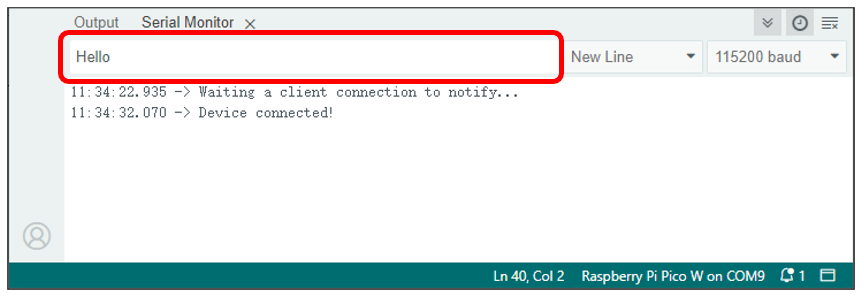 Output Serial Monitor
Hello New Line 115200 baud
11:34:22.935 -> Waiting a client connection to notify...
11:34:32.070 -> Device connected!
Ln 40, Col 2 Raspberry Pi Pico W on COM9 1